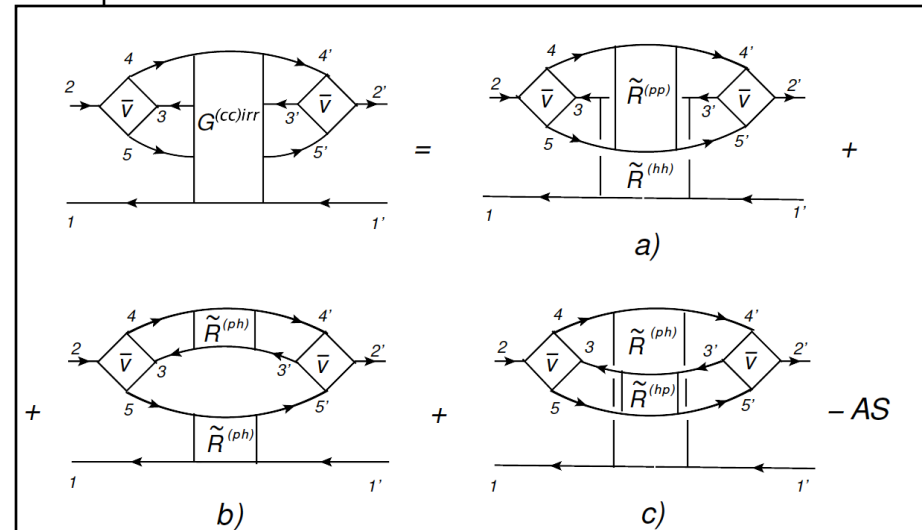 4 4'
2 v̅ 3 G^(cc)irr 3' v̅ 2'
5 5'
1 1'
=
4 4'
2 v̅ 3 R̃^(pp) 3' v̅ 2'
5 5'
R̃^(hh)
1 1'
a)
+
+
4 R̃^(ph) 4'
2 v̅ 3 3' v̅ 2'
5 5'
R̃^(ph)
1 1'
b)
+
4 4'
2 v̅ 3 R̃^(ph) 3' v̅ 2'
5 R̃^(hp) 5'
1 1'
c)
– AS